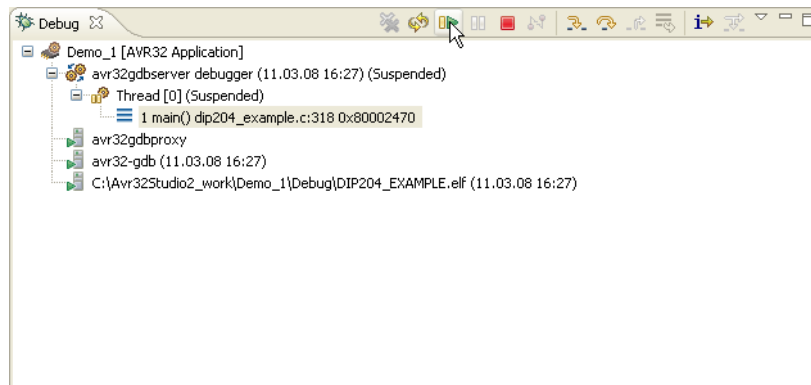 Debug
Demo_1 [AVR32 Application]
avr32gdbserver debugger (11.03.08 16:27) (Suspended)
Thread [0] (Suspended)
1 main() dip204_example.c:318 0x80002470
avr32gdbproxy
avr32-gdb (11.03.08 16:27)
C:\Avr32Studio2_work\Demo_1\Debug\DIP204_EXAMPLE.elf (11.03.08 16:27)